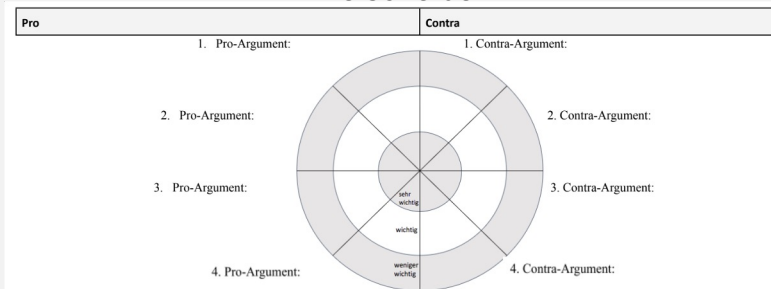 Pro
Contra
1. Pro-Argument:
1. Contra-Argument:
2. Pro-Argument:
2. Contra-Argument:
3. Pro-Argument:
3. Contra-Argument:
sehr
wichtig
wichtig
weniger
wichtig
4. Pro-Argument:
4. Contra-Argument: